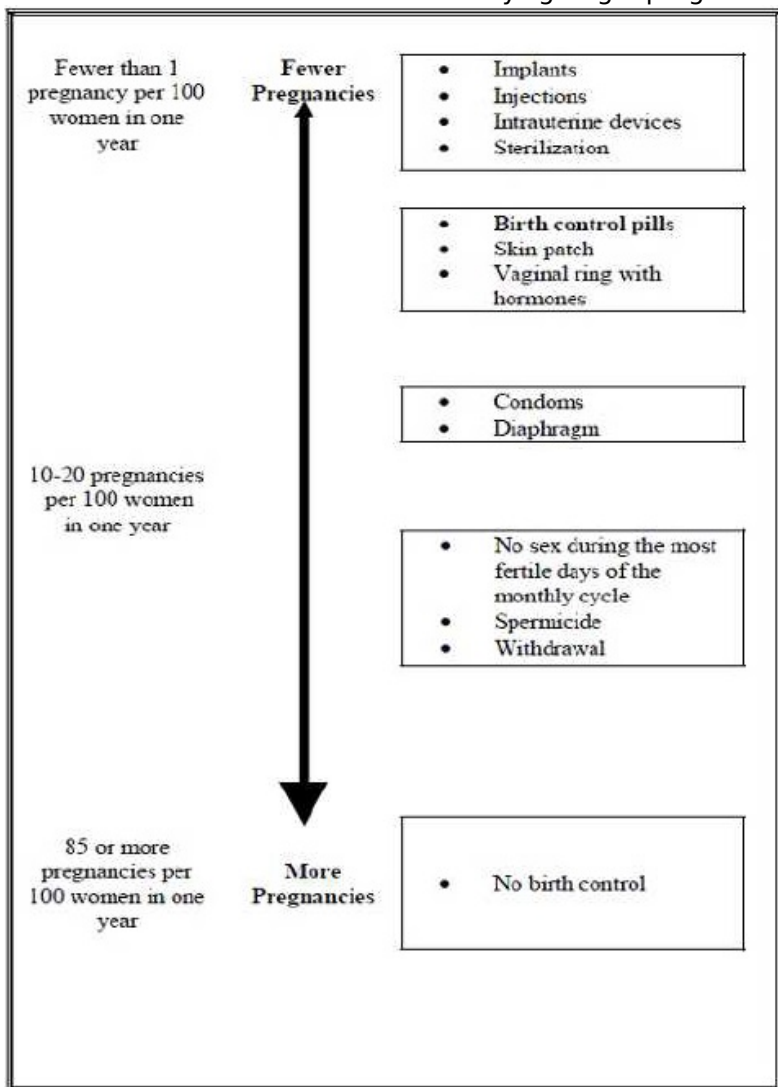 Fewer than 1
pregnancy per 100
women in one
year
Fewer
Pregnancies
• Implants
• Injections
• Intrauterine devices
• Sterilization
• Birth control pills
• Skin patch
• Vaginal ring with
hormones
• Condoms
• Diaphragm
10-20 pregnancies
per 100 women
in one year
• No sex during the most
fertile days of the
monthly cycle
• Spermicide
• Withdrawal
85 or more
pregnancies per
100 women in one
year
More
Pregnancies
• No birth control